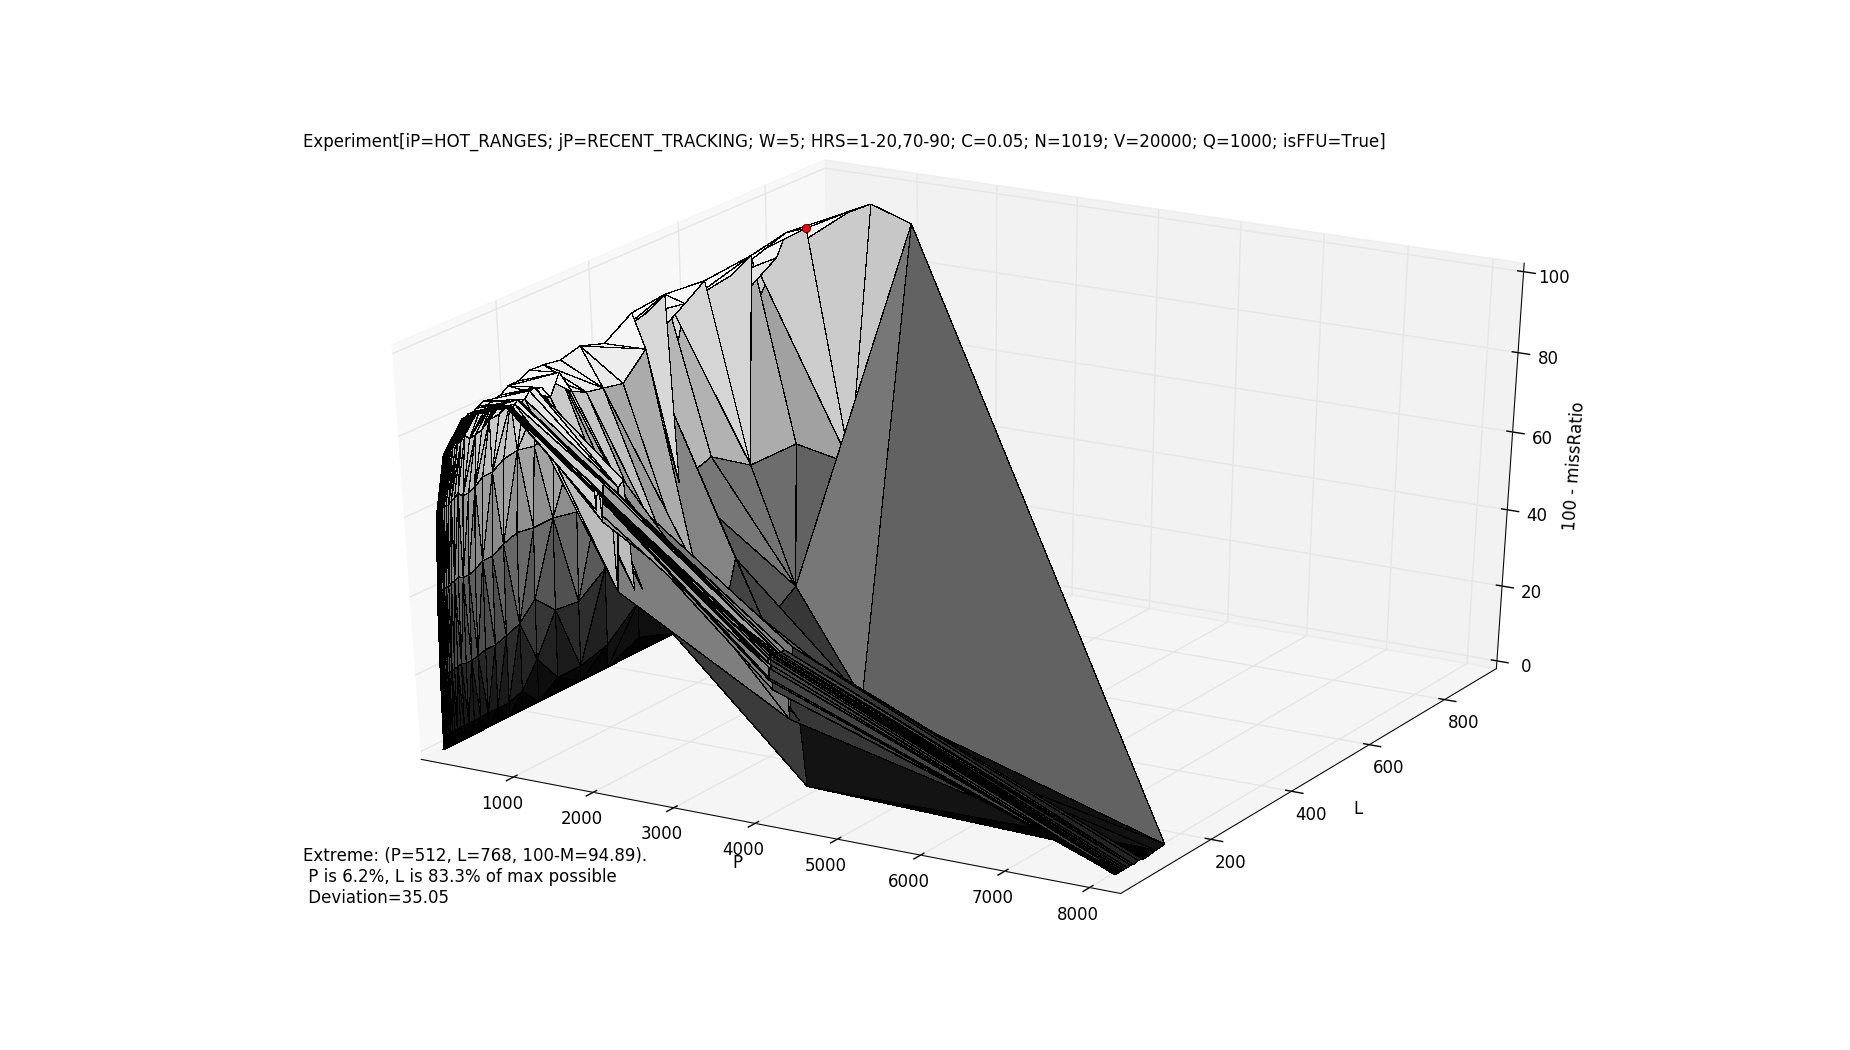 Experiment[iP=HOT_RANGES; jP=RECENT_TRACKING; W=5; HRS=1-20,70-90; C=0.05; N=1019; V=20000; Q=1000; isFFU=True]
100
80
60
40
20
0
100 - missRatio
800
600
400
200
L
1000
2000
3000
4000
5000
6000
7000
8000
P
Extreme: (P=512, L=768, 100-M=94.89).
P is 6.2%, L is 83.3% of max possible
Deviation=35.05